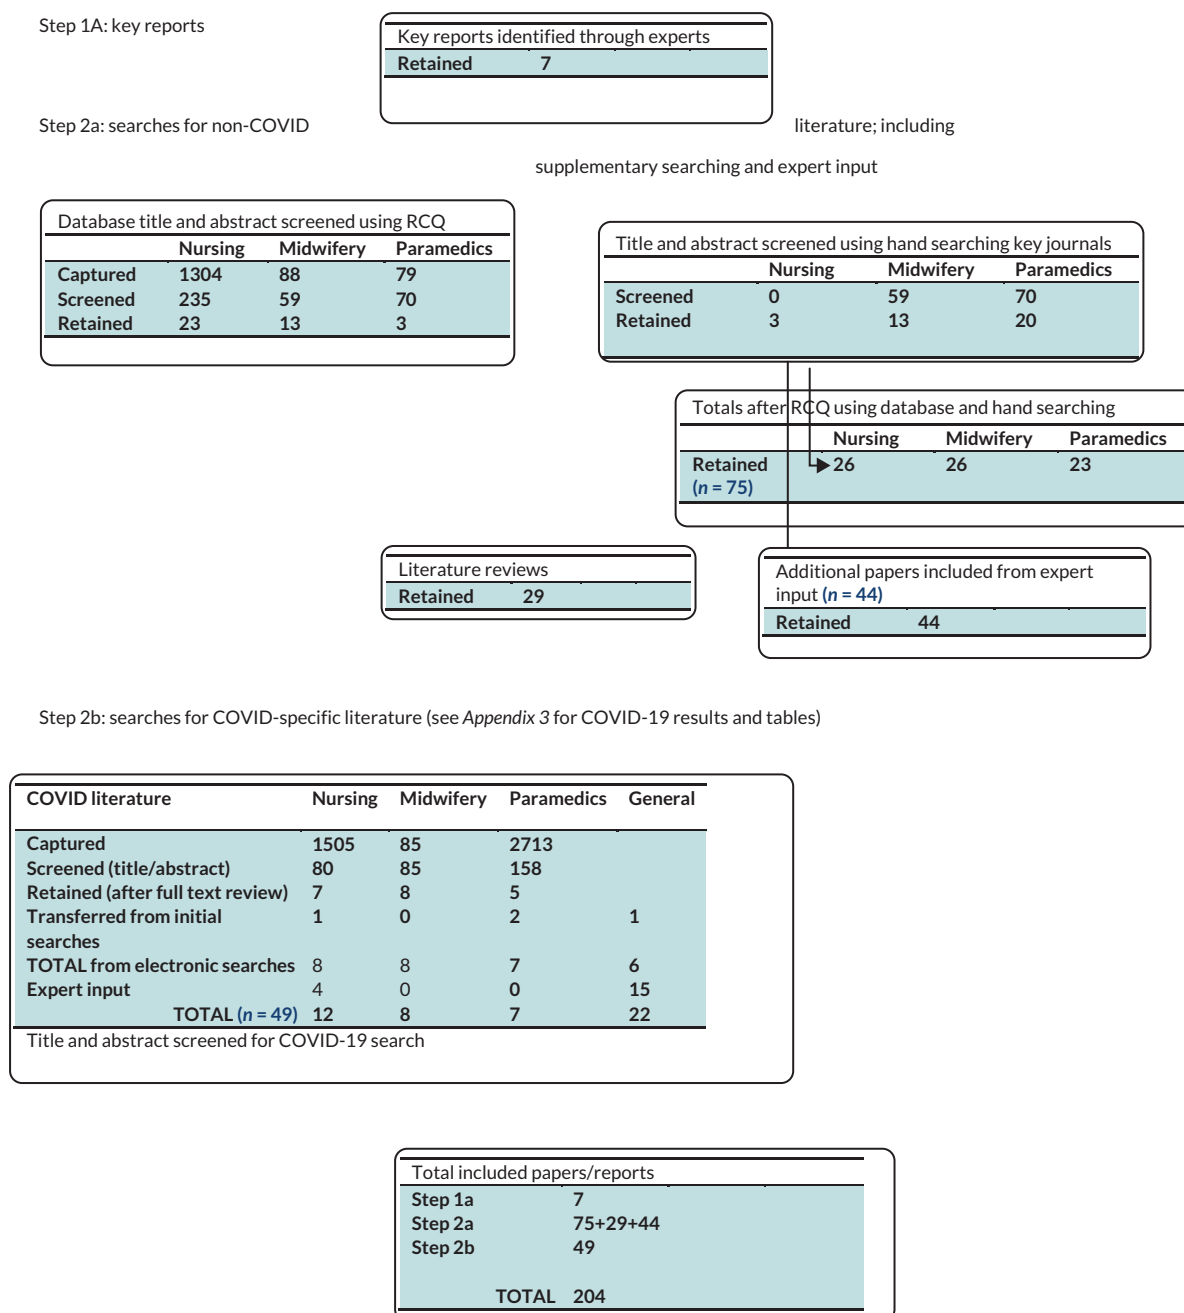 Step 1A: key reports
Key reports identified through experts
Retained 7
Step 2a: searches for non-COVID literature; including
supplementary searching and expert input
Database title and abstract screened using RCQ
Nursing Midwifery Paramedics
Captured 1304 88 79
Screened 235 59 70
Retained 23 13 3
Title and abstract screened using hand searching key journals
Nursing Midwifery Paramedics
Screened 0 59 70
Retained 3 13 20
Totals after RCQ using database and hand searching
Nursing Midwifery Paramedics
Retained 26 26 23
(n = 75)
Literature reviews
Retained 29
Additional papers included from expert
input (n = 44)
Retained 44
Step 2b: searches for COVID-specific literature (see Appendix 3 for COVID-19 results and tables)
COVID literature Nursing Midwifery Paramedics General
Captured 1505 85 2713
Screened (title/abstract) 80 85 158
Retained (after full text review) 7 8 5
Transferred from initial 1 0 2 1
searches
TOTAL from electronic searches 8 8 7 6
Expert input 4 0 0 15
TOTAL (n = 49) 12 8 7 22
Title and abstract screened for COVID-19 search
Total included papers/reports
Step 1a 7
Step 2a 75+29+44
Step 2b 49
TOTAL 204